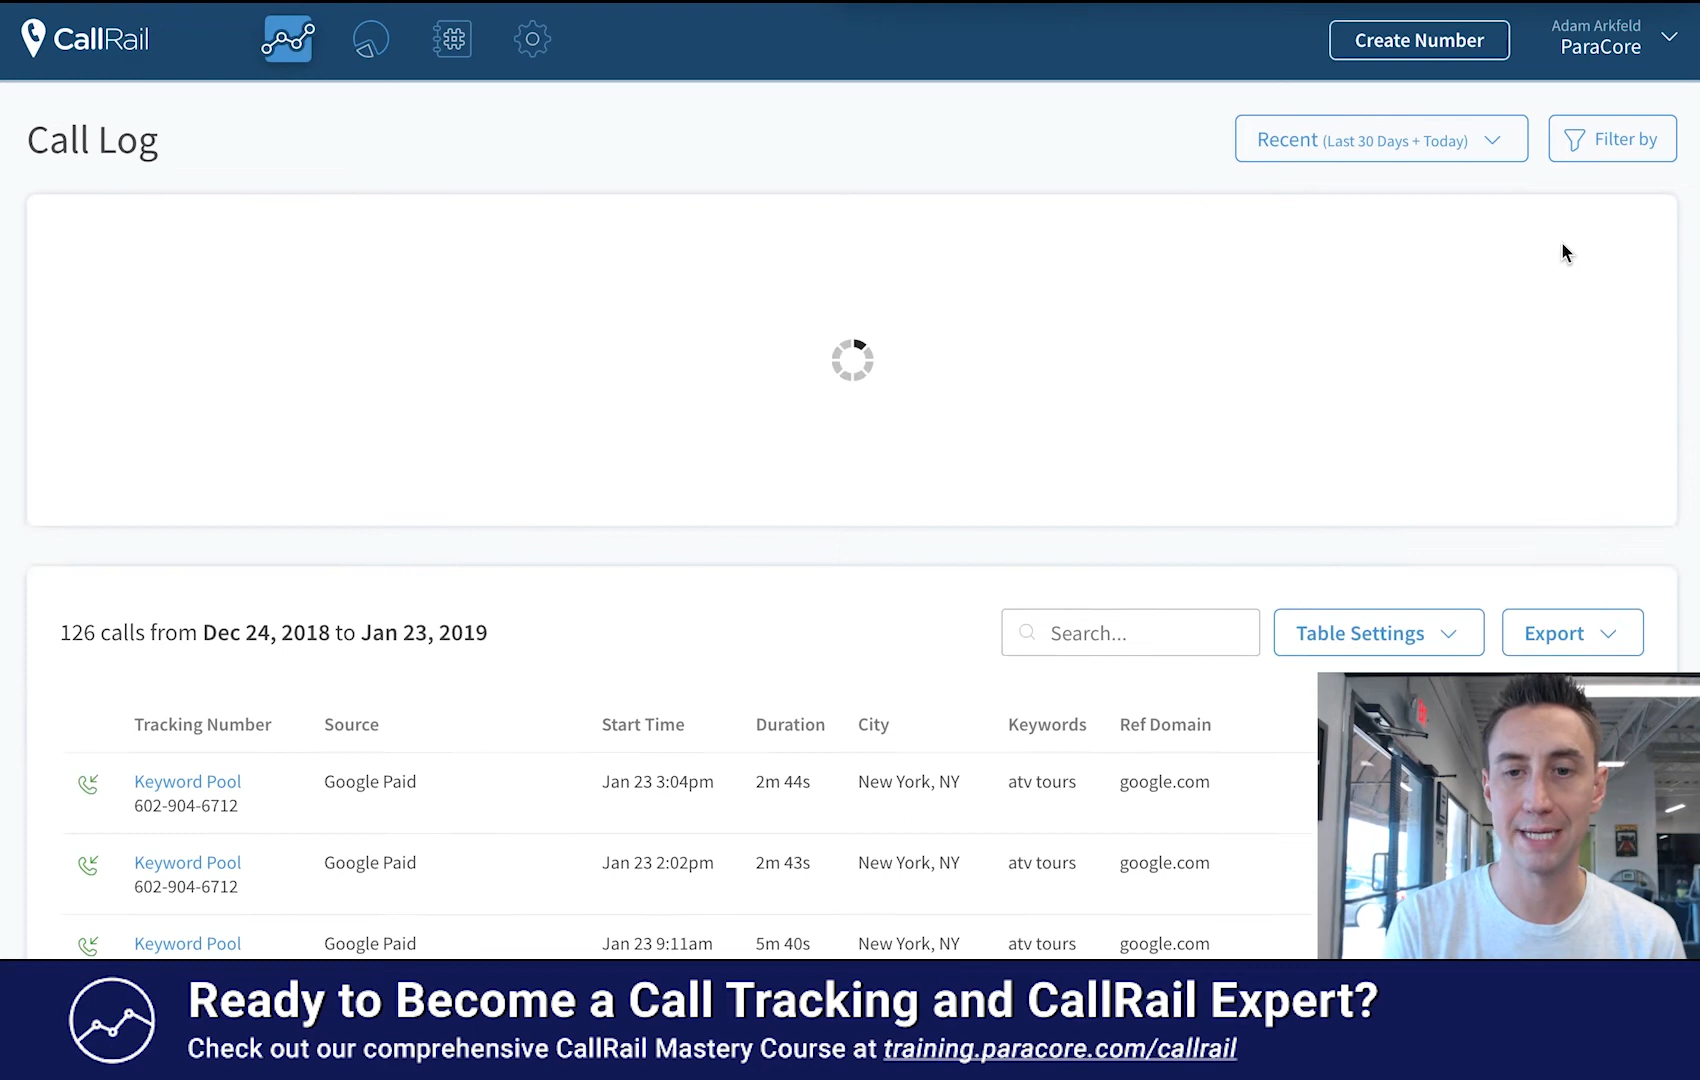 CallRail
Create Number
Adam Arkfeld
ParaCore
Call Log
Recent (Last 30 Days + Today)
Filter by
126 calls from Dec 24, 2018 to Jan 23, 2019
Search...
Table Settings
Export
Tracking Number Source Start Time Duration City Keywords Ref Domain
Keyword Pool Google Paid Jan 23 3:04pm 2m 44s New York, NY atv tours google.com
602-904-6712
Keyword Pool Google Paid Jan 23 2:02pm 2m 43s New York, NY atv tours google.com
602-904-6712
Keyword Pool Google Paid Jan 23 9:11am 5m 40s New York, NY atv tours google.com
Ready to Become a Call Tracking and CallRail Expert?
Check out our comprehensive CallRail Mastery Course at training.paracore.com/callrail